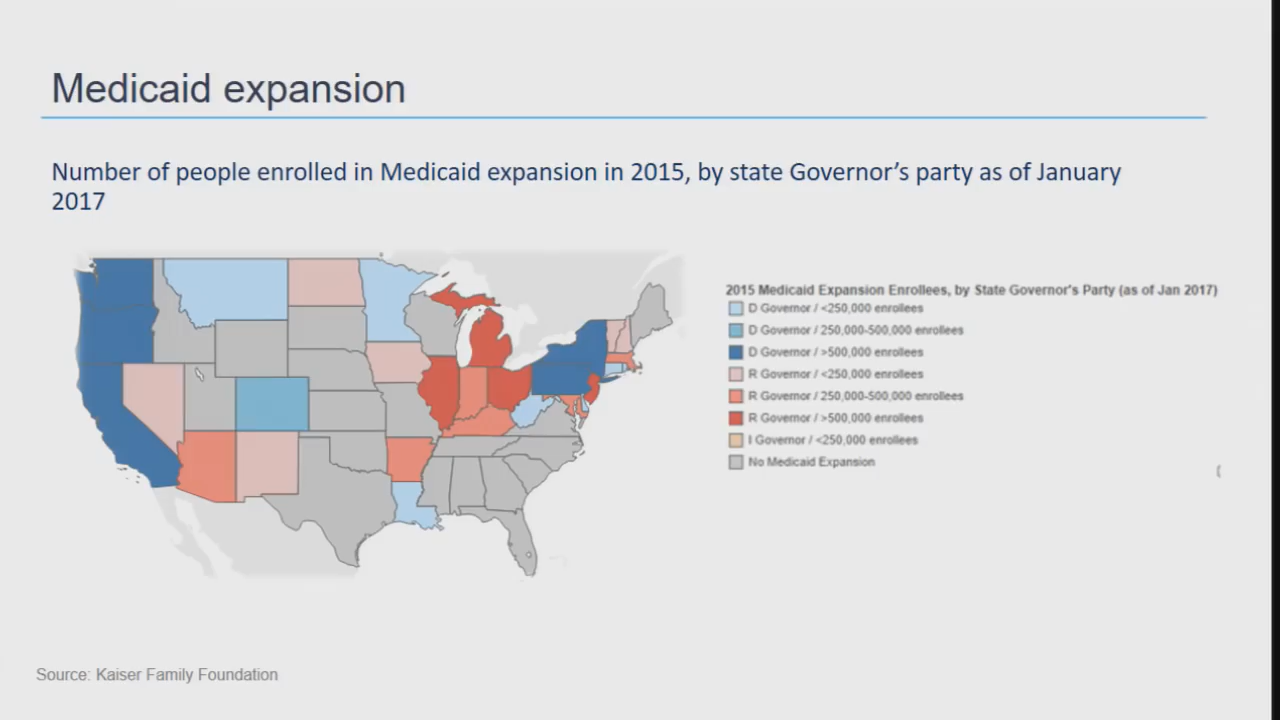 Medicaid expansion
Number of people enrolled in Medicaid expansion in 2015, by state Governor’s party as of January
2017
2015 Medicaid Expansion Enrollees, by State Governor's Party (as of Jan 2017)
D Governor / <250,000 enrollees
D Governor / 250,000-500,000 enrollees
D Governor / >500,000 enrollees
R Governor / <250,000 enrollees
R Governor / 250,000-500,000 enrollees
R Governor / >500,000 enrollees
I Governor / <250,000 enrollees
No Medicaid Expansion
Source: Kaiser Family Foundation